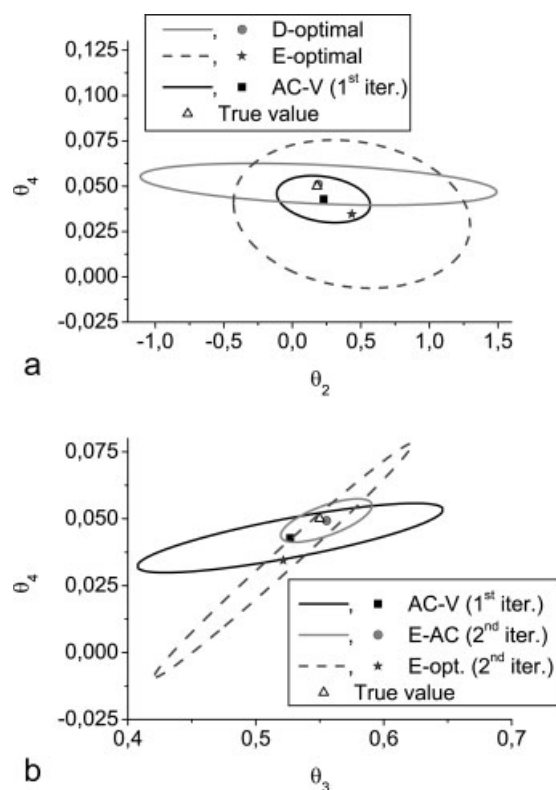 , D-optimal
, E-optimal
, AC-V (1st iter.)
True value
0,125
0,100
0,075
0,050
0,025
0,000
-0,025
θ4
-1,0 -0,5 0,0 0,5 1,0 1,5
θ2
a
0,075
0,050
0,025
0,000
-0,025
θ4
, AC-V (1st iter.)
, E-AC (2nd iter.)
, E-opt. (2nd iter.)
True value
0,4 0,5 0,6 0,7
θ3
b